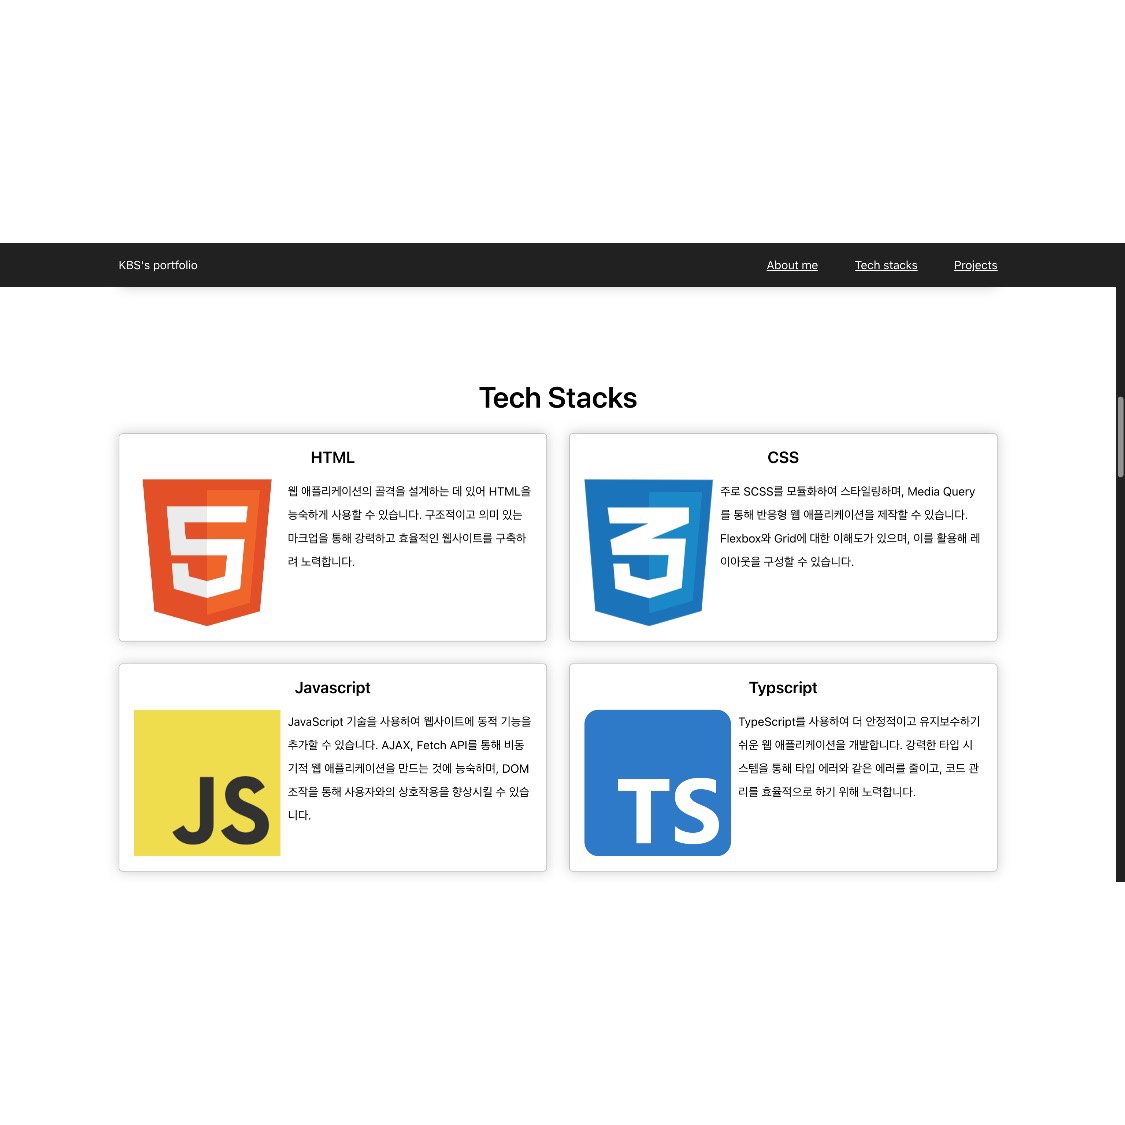 KBS's portfolio
About me
Tech stacks
Projects
Tech Stacks
HTML
5
웹 애플리케이션의 골격을 설계하는 데 있어 HTML을
능숙하게 사용할 수 있습니다. 구조적이고 의미 있는
마크업을 통해 강력하고 효율적인 웹사이트를 구축하
려 노력합니다.
CSS
3
주로 SCSS를 모듈화하여 스타일링하며, Media Query
를 통해 반응형 웹 애플리케이션을 제작할 수 있습니다.
Flexbox와 Grid에 대한 이해도가 있으며, 이를 활용해 레
이아웃을 구성할 수 있습니다.
Javascript
JS
JavaScript 기술을 사용하여 웹사이트에 동적 기능을
추가할 수 있습니다. AJAX, Fetch API를 통해 비동
기적 웹 애플리케이션을 만드는 것에 능숙하며, DOM
조작을 통해 사용자와의 상호작용을 향상시킬 수 있습
니다.
Typscript
TS
TypeScript를 사용하여 더 안정적이고 유지보수하기
쉬운 웹 애플리케이션을 개발합니다. 강력한 타입 시
스템을 통해 타입 에러와 같은 에러를 줄이고, 코드 관
리를 효율적으로 하기 위해 노력합니다.